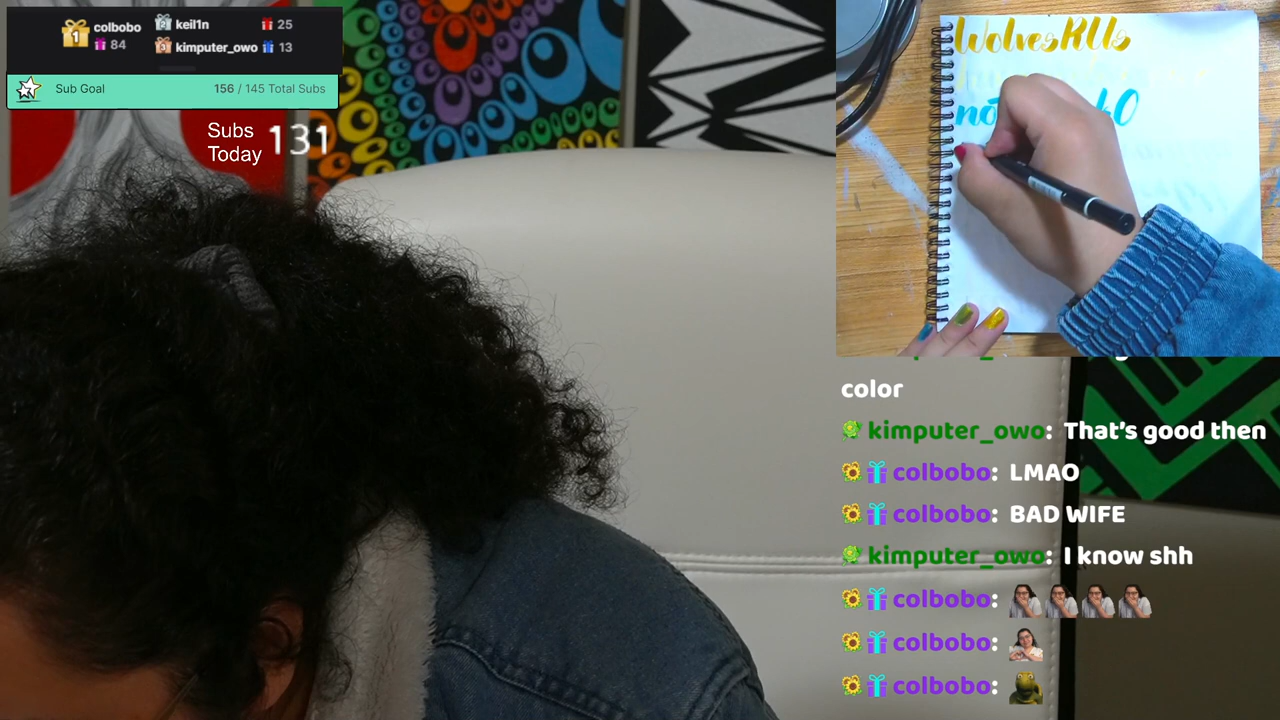 colbobo
84
keil1n
25
kimputer_owo 13
Sub Goal 156 / 145 Total Subs
Subs Today 131
WolvesRUs
color
kimputer_owo: That's good then
colbobo: LMAO
colbobo: BAD WIFE
kimputer_owo: I know shh
colbobo:
colbobo:
colbobo: